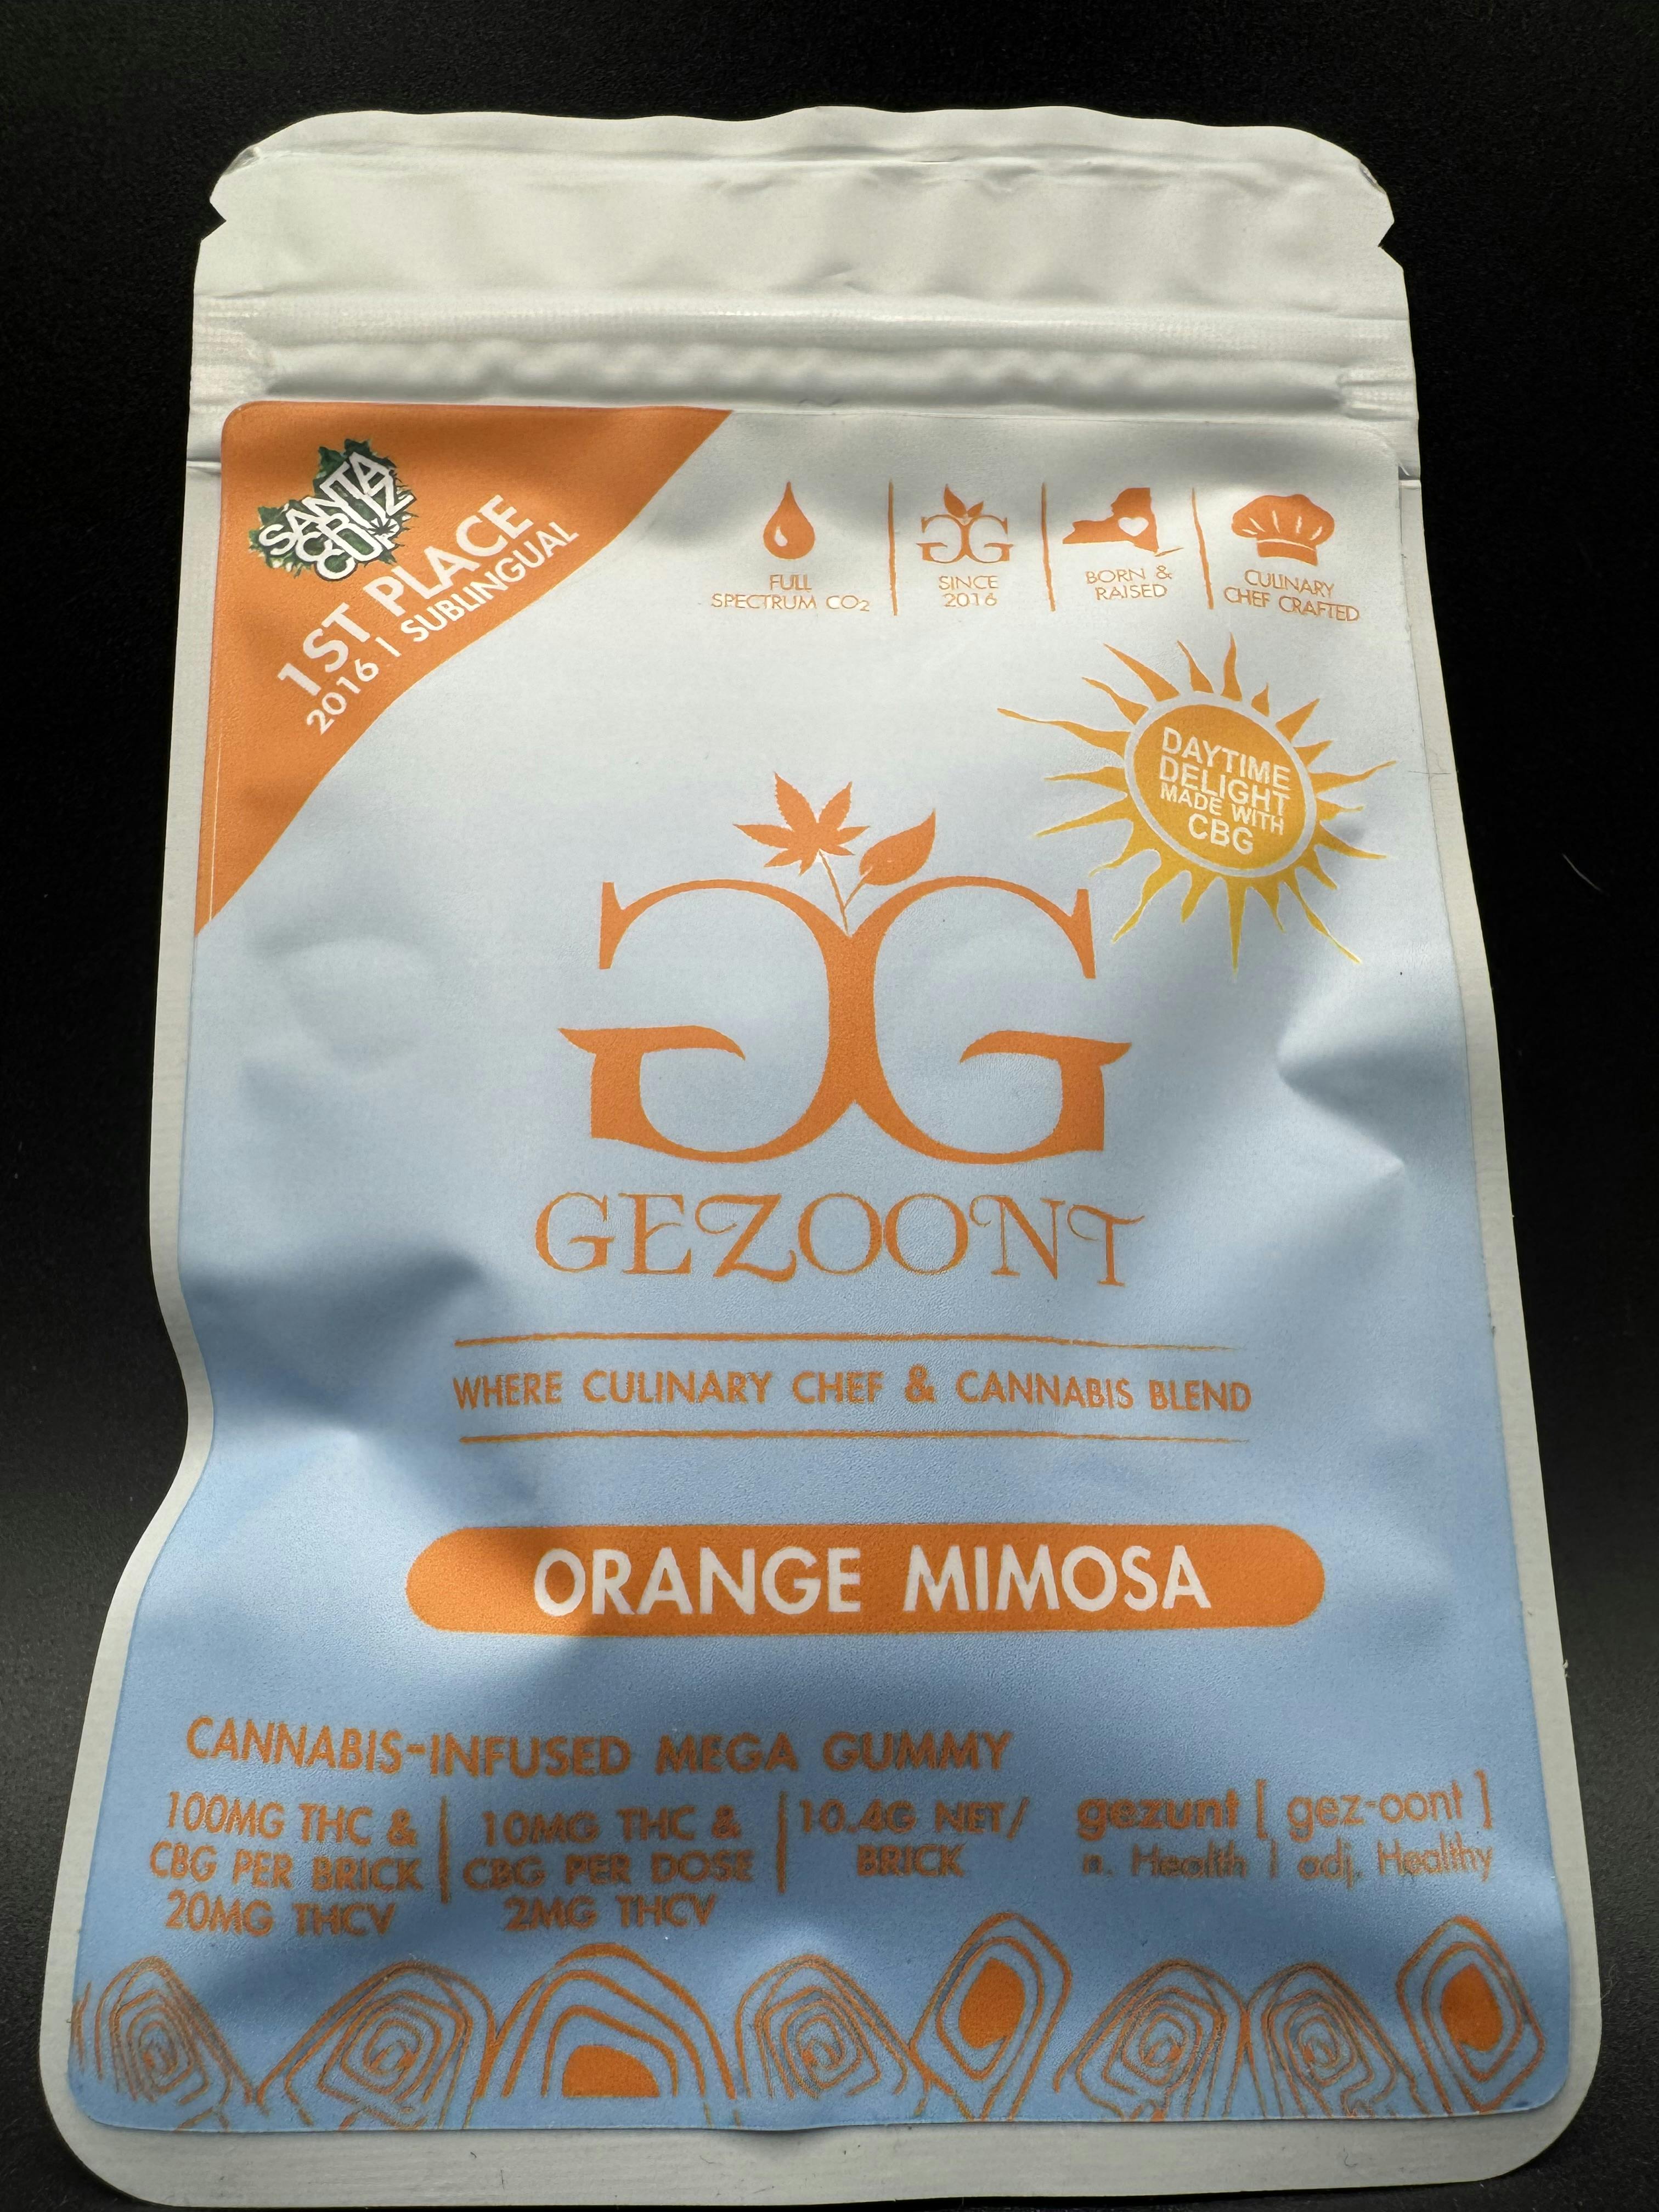 SANTA
CRUZ
CUP
1ST PLACE
2016 | SUBLINGUAL
FULL
SPECTRUM CO2
GG
SINCE
2016
BORN &
RAISED
CULINARY
CHEF CRAFTED
DAYTIME
DELIGHT
MADE WITH
CBG
GG
GEZOONT
WHERE CULINARY CHEF & CANNABIS BLEND
ORANGE MIMOSA
CANNABIS-INFUSED MEGA GUMMY
100MG THC &
CBG PER BRICK
20MG THCV
10MG THC &
CBG PER DOSE
2MG THCV
10.4G NET/
BRICK
gezunt [ gez-oont ]
n. Health | adj. Healthy